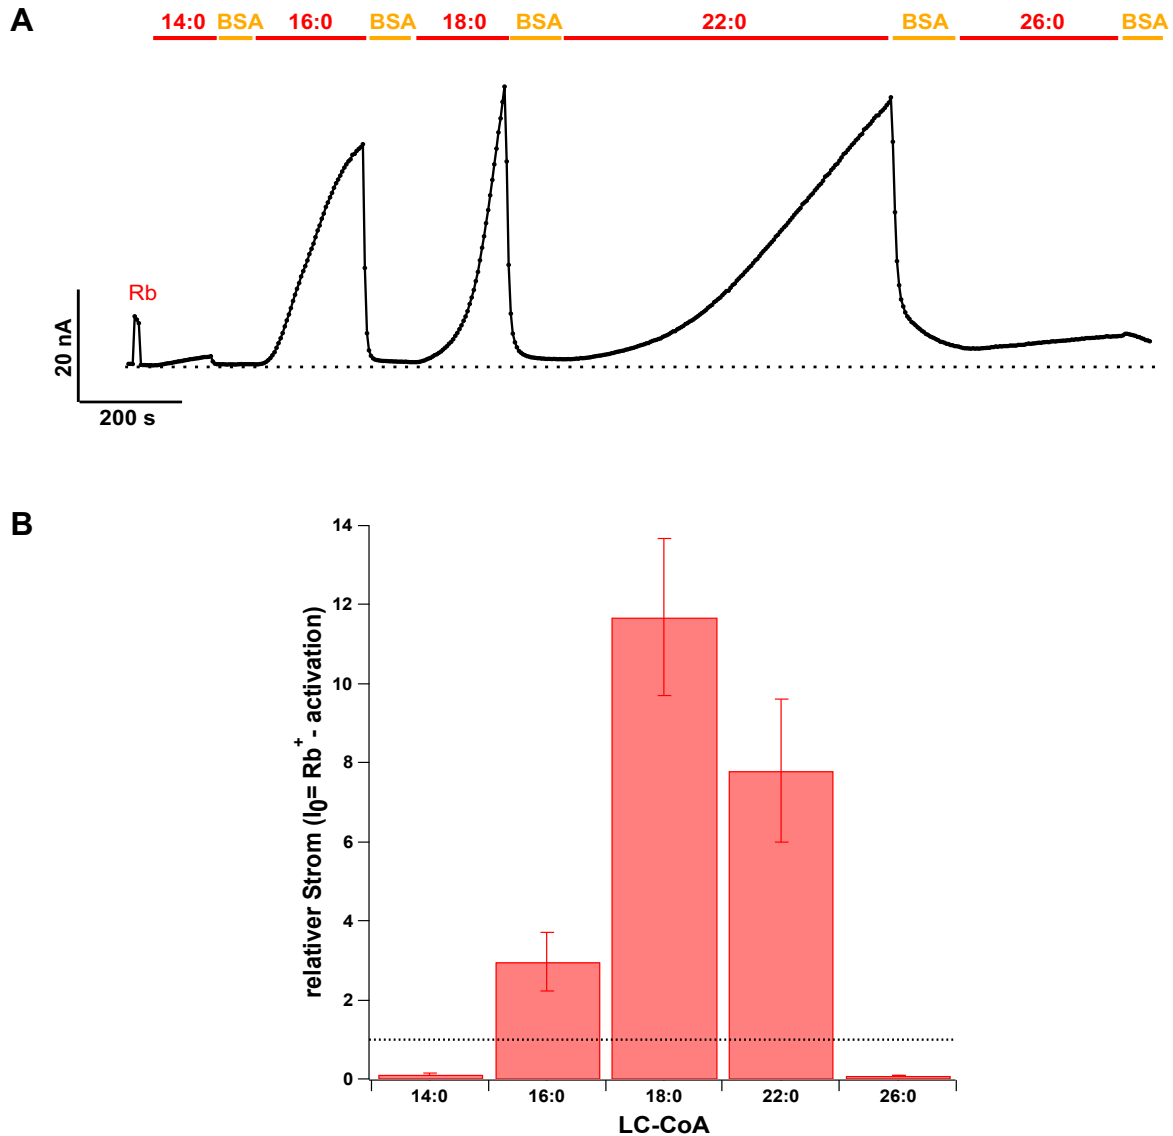 A
14:0 BSA 16:0 BSA 18:0 BSA 22:0 BSA 26:0 BSA
Rb
20 nA
200 s
B
relativer Strom (I0= Rb+ - activation)
14
12
10
8
6
4
2
0
14:0 16:0 18:0 22:0 26:0
LC-CoA